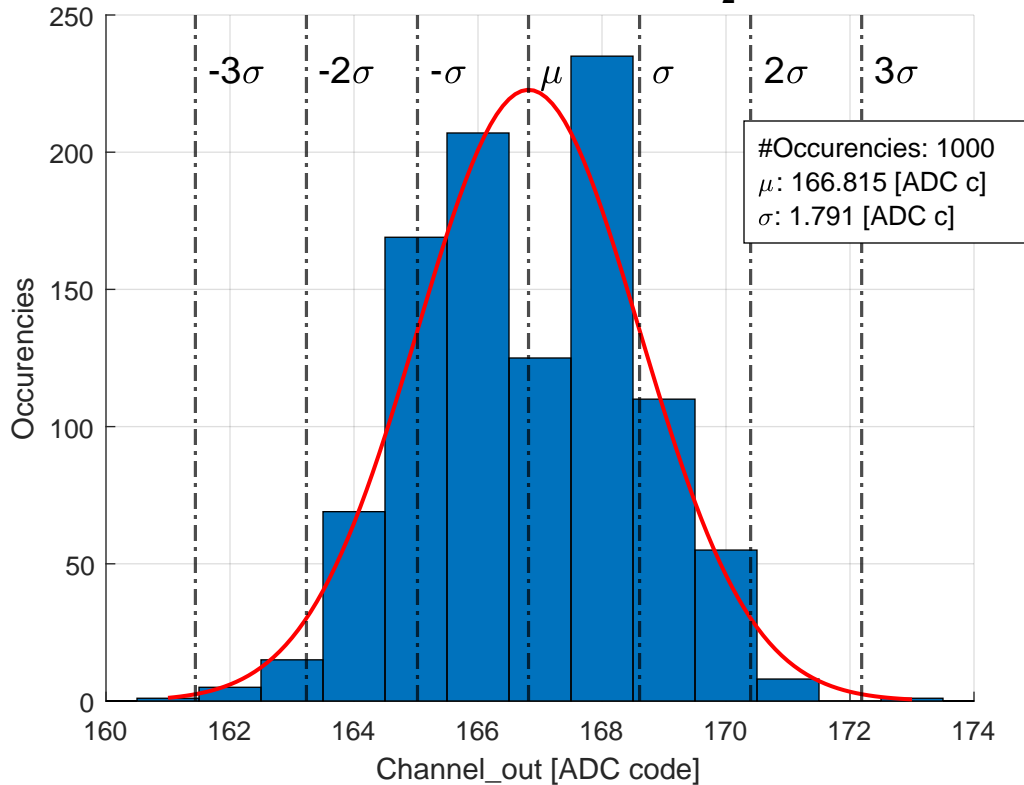 250
200
150
100
50
0
-3σ
-2σ
-σ
μ
σ
2σ
3σ
#Occurencies: 1000
μ: 166.815 [ADC c]
σ: 1.791 [ADC c]
Occurencies
160
162
164
166
168
170
172
174
Channel_out [ADC code]